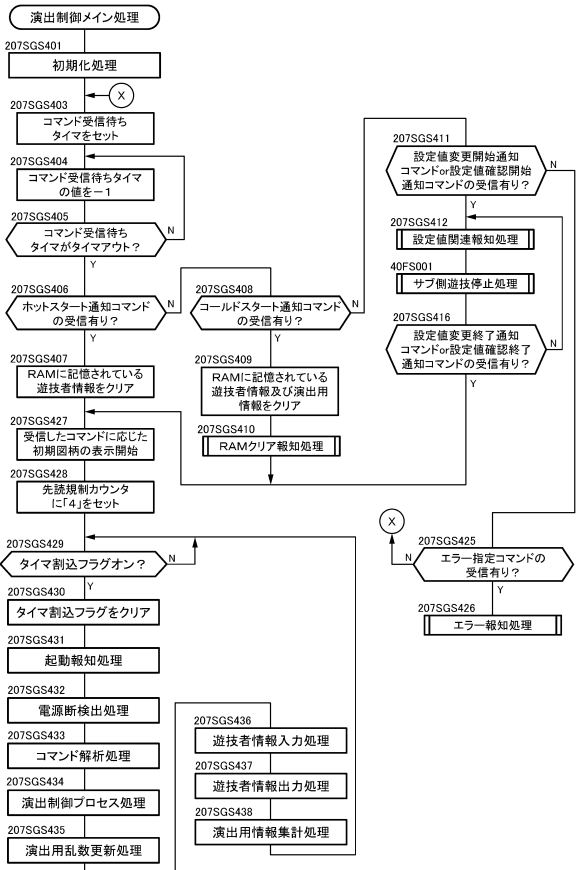 演出制御メイン処理
207SGS401
初期化処理
X
207SGS403
コマンド受信待ち
タイマをセット
207SGS404
コマンド受信待ちタイマ
の値を－1
207SGS405
コマンド受信待ち
タイマがタイムアウト？
N
Y
207SGS406
ホットスタート通知コマンド
の受信有り？
N
Y
207SGS407
RAMに記憶されている
遊技者情報をクリア
207SGS427
受信したコマンドに応じた
初期図柄の表示開始
207SGS428
先読規制カウンタ
に「4」をセット
207SGS429
タイマ割込フラグオン？
N
Y
207SGS430
タイマ割込フラグをクリア
207SGS431
起動報知処理
207SGS432
電源断検出処理
207SGS433
コマンド解析処理
207SGS434
演出制御プロセス処理
207SGS435
演出用乱数更新処理
207SGS408
コールドスタート通知コマンド
の受信有り？
N
Y
207SGS409
RAMに記憶されている
遊技者情報及び演出用
情報をクリア
207SGS410
RAMクリア報知処理
207SGS411
設定値変更開始通知
コマンドor設定値確認開始
通知コマンドの受信有り？
N
Y
207SGS412
設定値関連報知処理
40FS001
サブ側遊技停止処理
207SGS416
設定値変更終了通知
コマンドor設定値確認終了
通知コマンドの受信有り？
N
Y
X
207SGS425
エラー指定コマンドの
受信有り？
N
Y
207SGS426
エラー報知処理
207SGS436
遊技者情報入力処理
207SGS437
遊技者情報出力処理
207SGS438
演出用情報集計処理